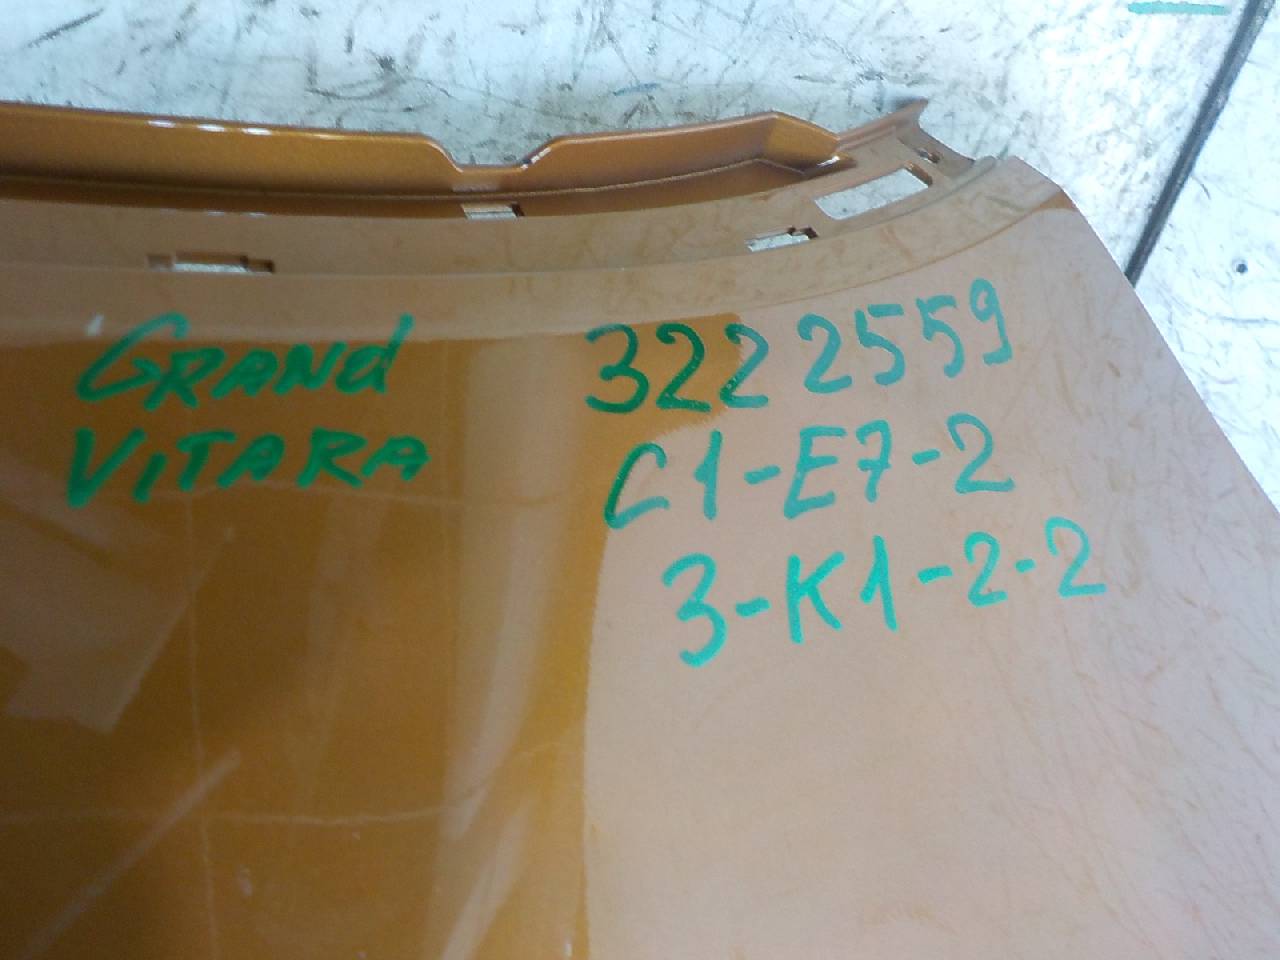 GRANd
VITARA
3222559
C1-E7-2
3-K1-2-2